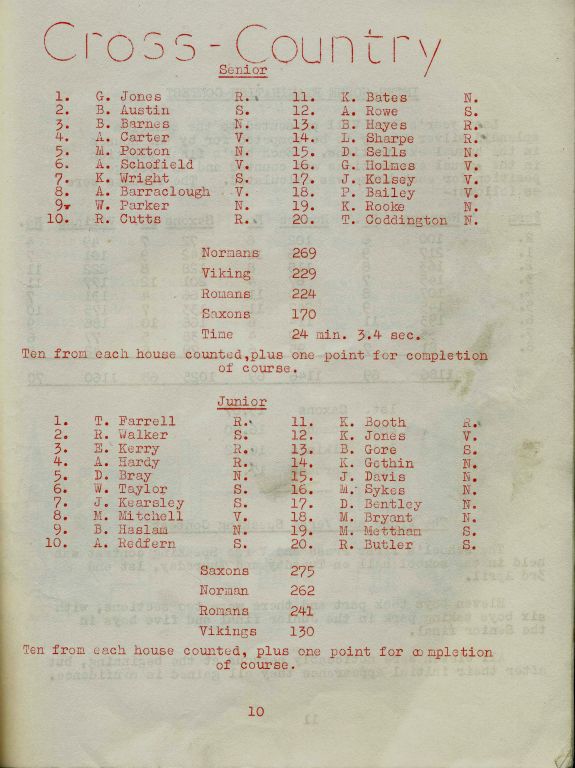 Cross-Country
Senior
1. G. Jones R. 11. K. Bates N.
2. B. Austin S. 12. A. Rowe S.
3. B. Barnes N. 13. B. Hayes R.
4. A. Carter V. 14. L. Sharpe R.
5. M. Poxton N. 15. D. Sells N.
6. A. Schofield V. 16. G. Holmes V.
7. K. Wright S. 17. J. Kelsey V.
8. A. Barraclough V. 18. P. Bailey V.
9. W. Parker N. 19. K. Rooke N.
10. R. Cutts R. 20. T. Coddington N.
Normans 269
Viking 229
Romans 224
Saxons 170
Time 24 min. 3.4 sec.
Ten from each house counted,plus one point for completion
of course.
Junior
1. T. Farrell R. 11. K. Booth R.
2. R. Walker S. 12. K. Jones V.
3. E. Kerry R. 13. B. Gore S.
4. A. Hardy R. 14. K. Gethin N.
5. D. Bray N. 15. J. Davis N.
6. W. Taylor S. 16. M. Sykes N.
7. J. Kearsley S. 17. D. Bentley N.
8. M. Mitchell V. 18. M. Bryant N.
9. B. Haslam N. 19. M. Mettham S.
10. A. Redfern S. 20. R. Butler S.
Saxons 275
Norman 262
Romans 241
Vikings 130
Ten from each house counted, plus one point for completion
of course.
10